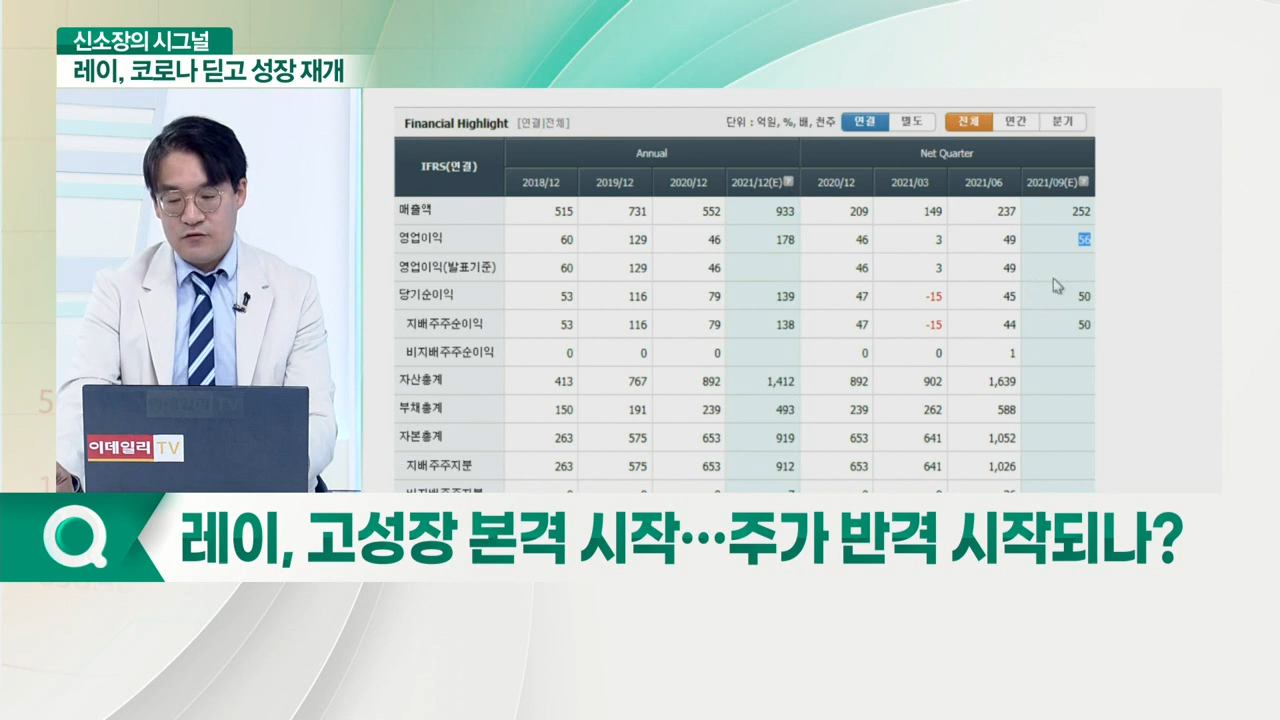 신소장의 시그널
레이, 코로나 딛고 성장 재개
Financial Highlight [연결|전체] 단위 : 억원, %, 배, 천주 연결 별도 전체 연간 분기
IFRS(연결) Annual Net Quarter
2018/12 2019/12 2020/12 2021/12(E) 2020/12 2021/03 2021/06 2021/09(E)
매출액 515 731 552 933 209 149 237 252
영업이익 60 129 46 178 46 3 49 56
영업이익(발표기준) 60 129 46 46 3 49
당기순이익 53 116 79 139 47 -15 45 50
지배주주순이익 53 116 79 138 47 -15 44 50
비지배주주순이익 0 0 0 0 0 1
자산총계 413 767 892 1,412 892 902 1,639
부채총계 150 191 239 493 239 262 588
자본총계 263 575 653 919 653 641 1,052
지배주주지분 263 575 653 912 653 641 1,026
이데일리 TV
레이, 고성장 본격 시작…주가 반격 시작되나?